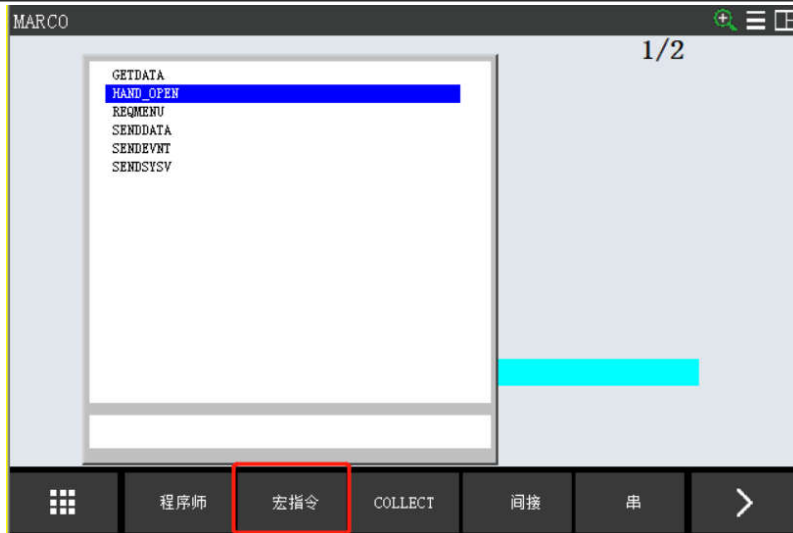 MARCO
1/2
GETDATA
HAND_OPEN
REQMENU
SENDDATA
SENDEVNT
SENDSYSV
程序师 宏指令 COLLECT 间接 串